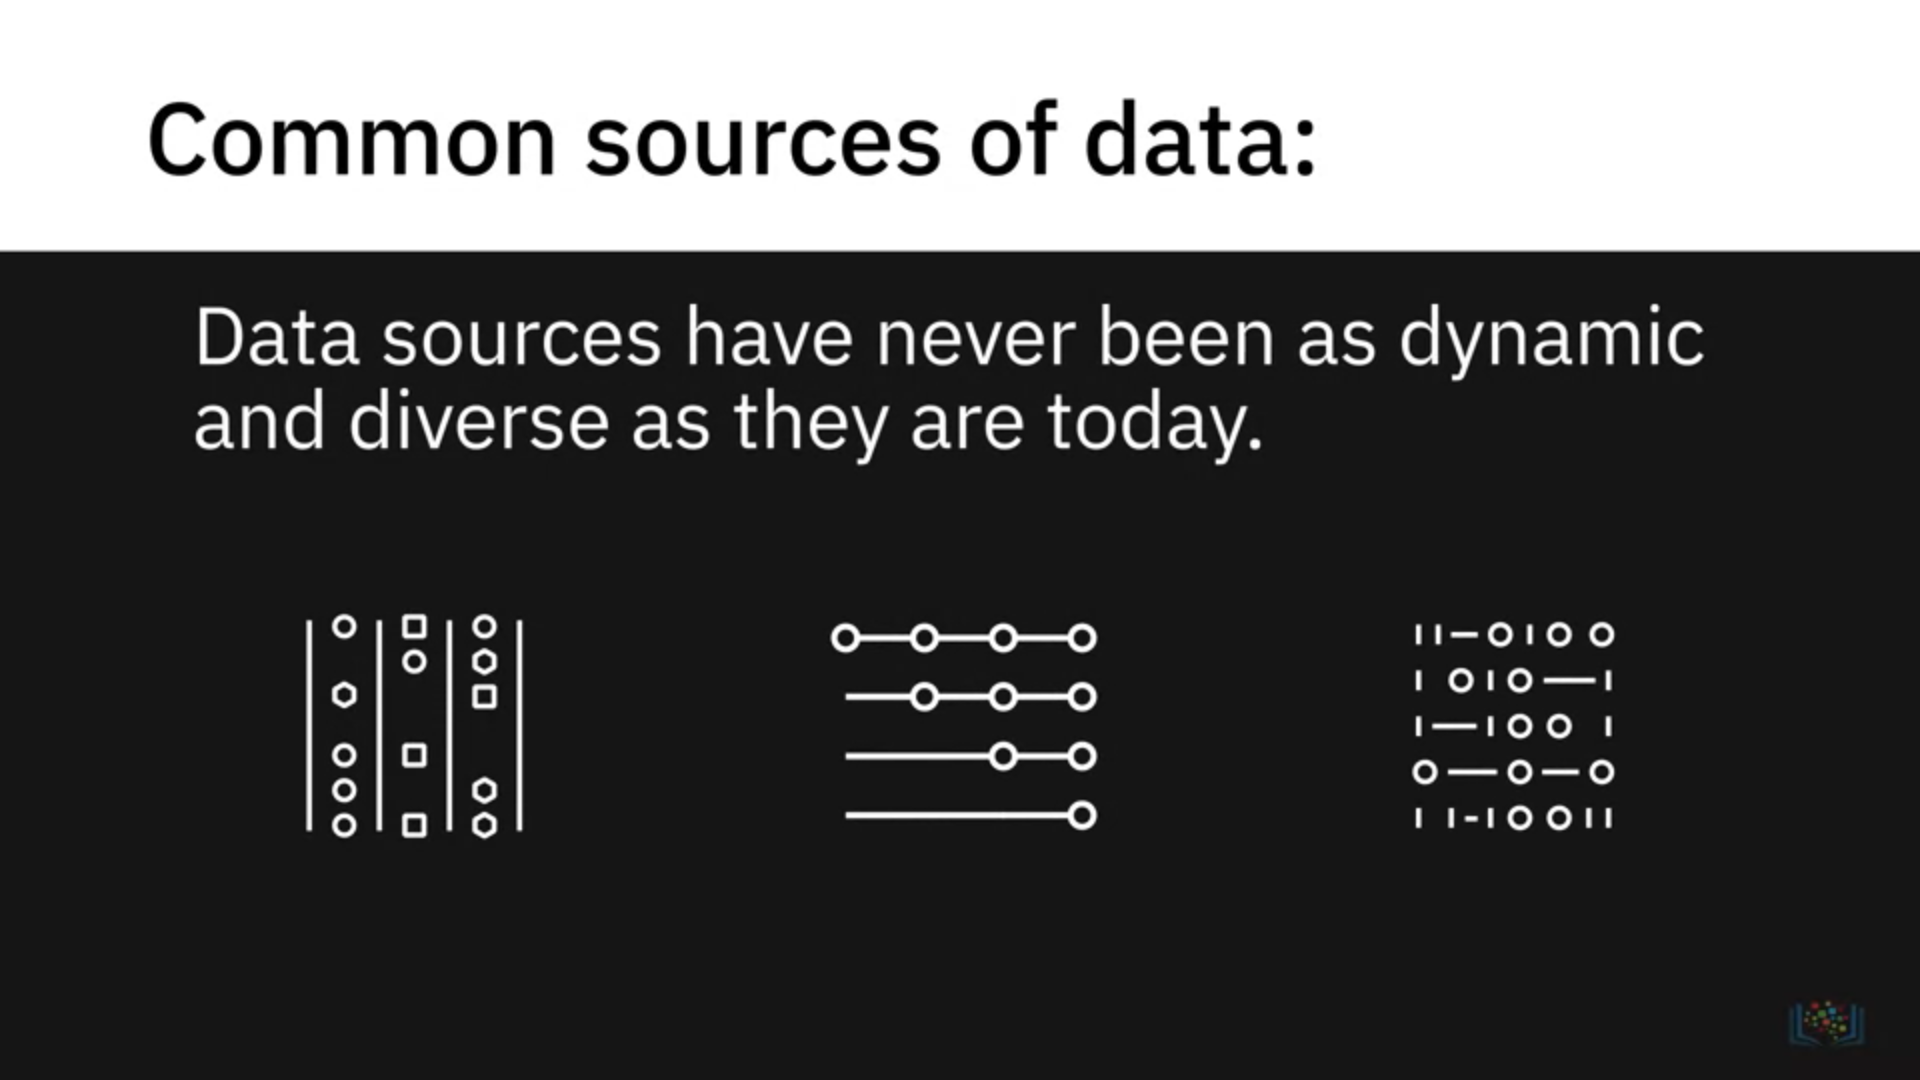 Common sources of data:
Data sources have never been as dynamic
and diverse as they are today.